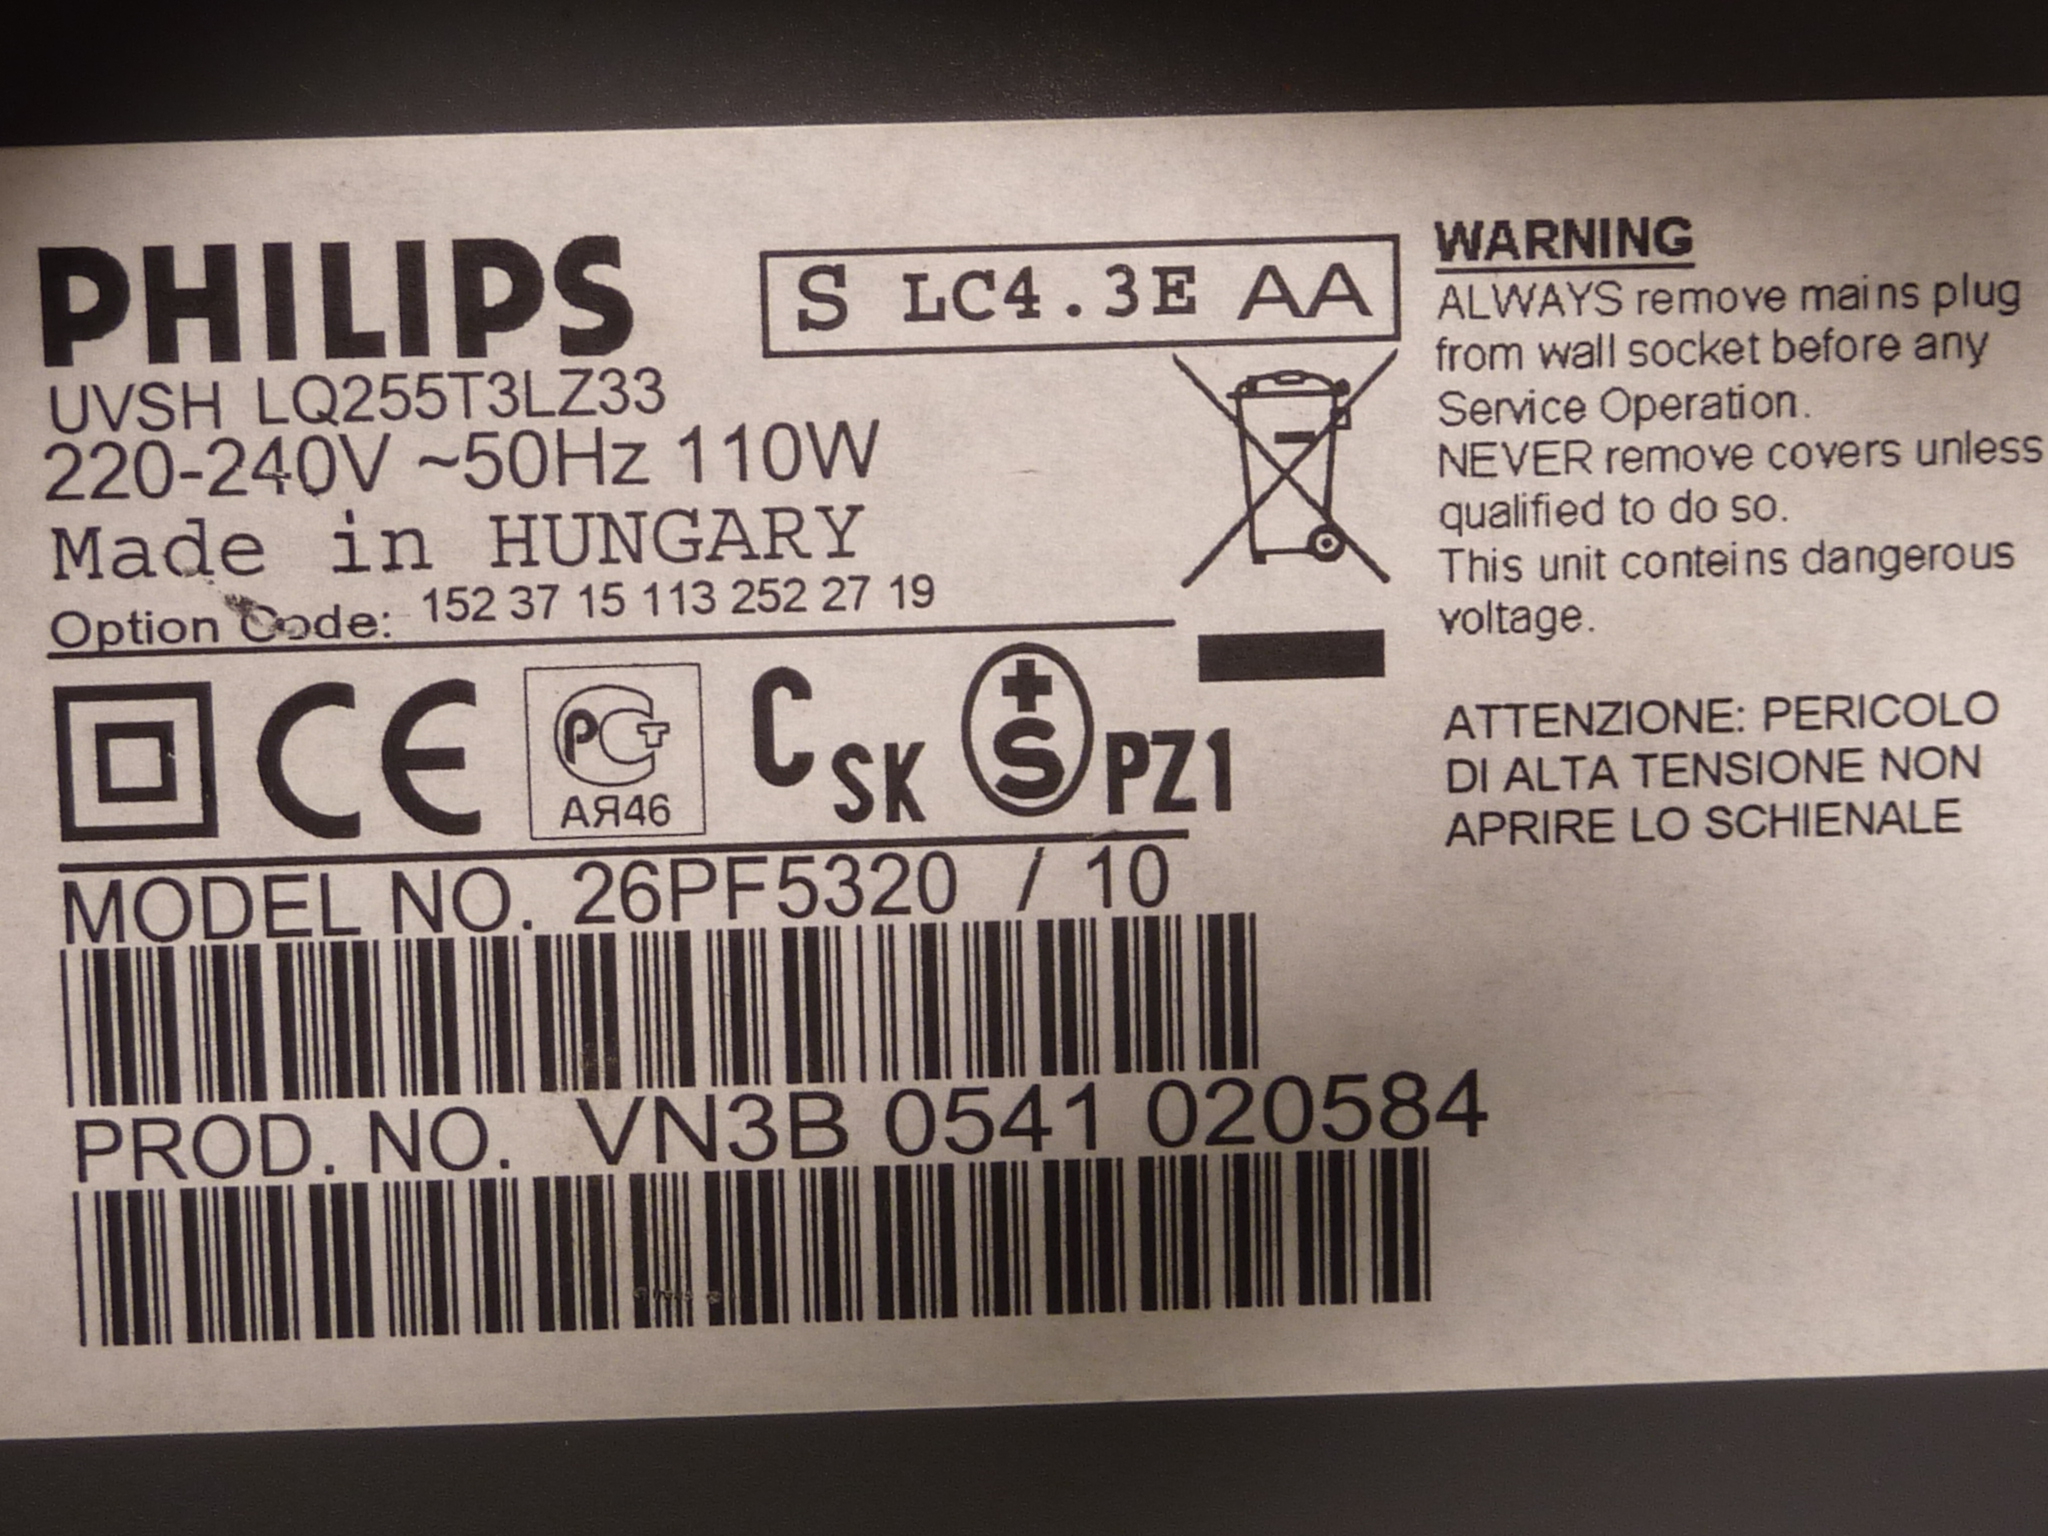 PHILIPS
S LC4.3E AA
UVSH LQ255T3LZ33
220-240V ~50Hz 110W
Made in HUNGARY
Option Code: 152 37 15 113 252 27 19
CE
РСТ
АЯ46
C SK
+S
PZ1
MODEL NO. 26PF5320 / 10
PROD. NO. VN3B 0541 020584
WARNING
ALWAYS remove mains plug
from wall socket before any
Service Operation.
NEVER remove covers unless
qualified to do so.
This unit conteins dangerous
voltage.
ATTENZIONE: PERICOLO
DI ALTA TENSIONE NON
APRIRE LO SCHIENALE